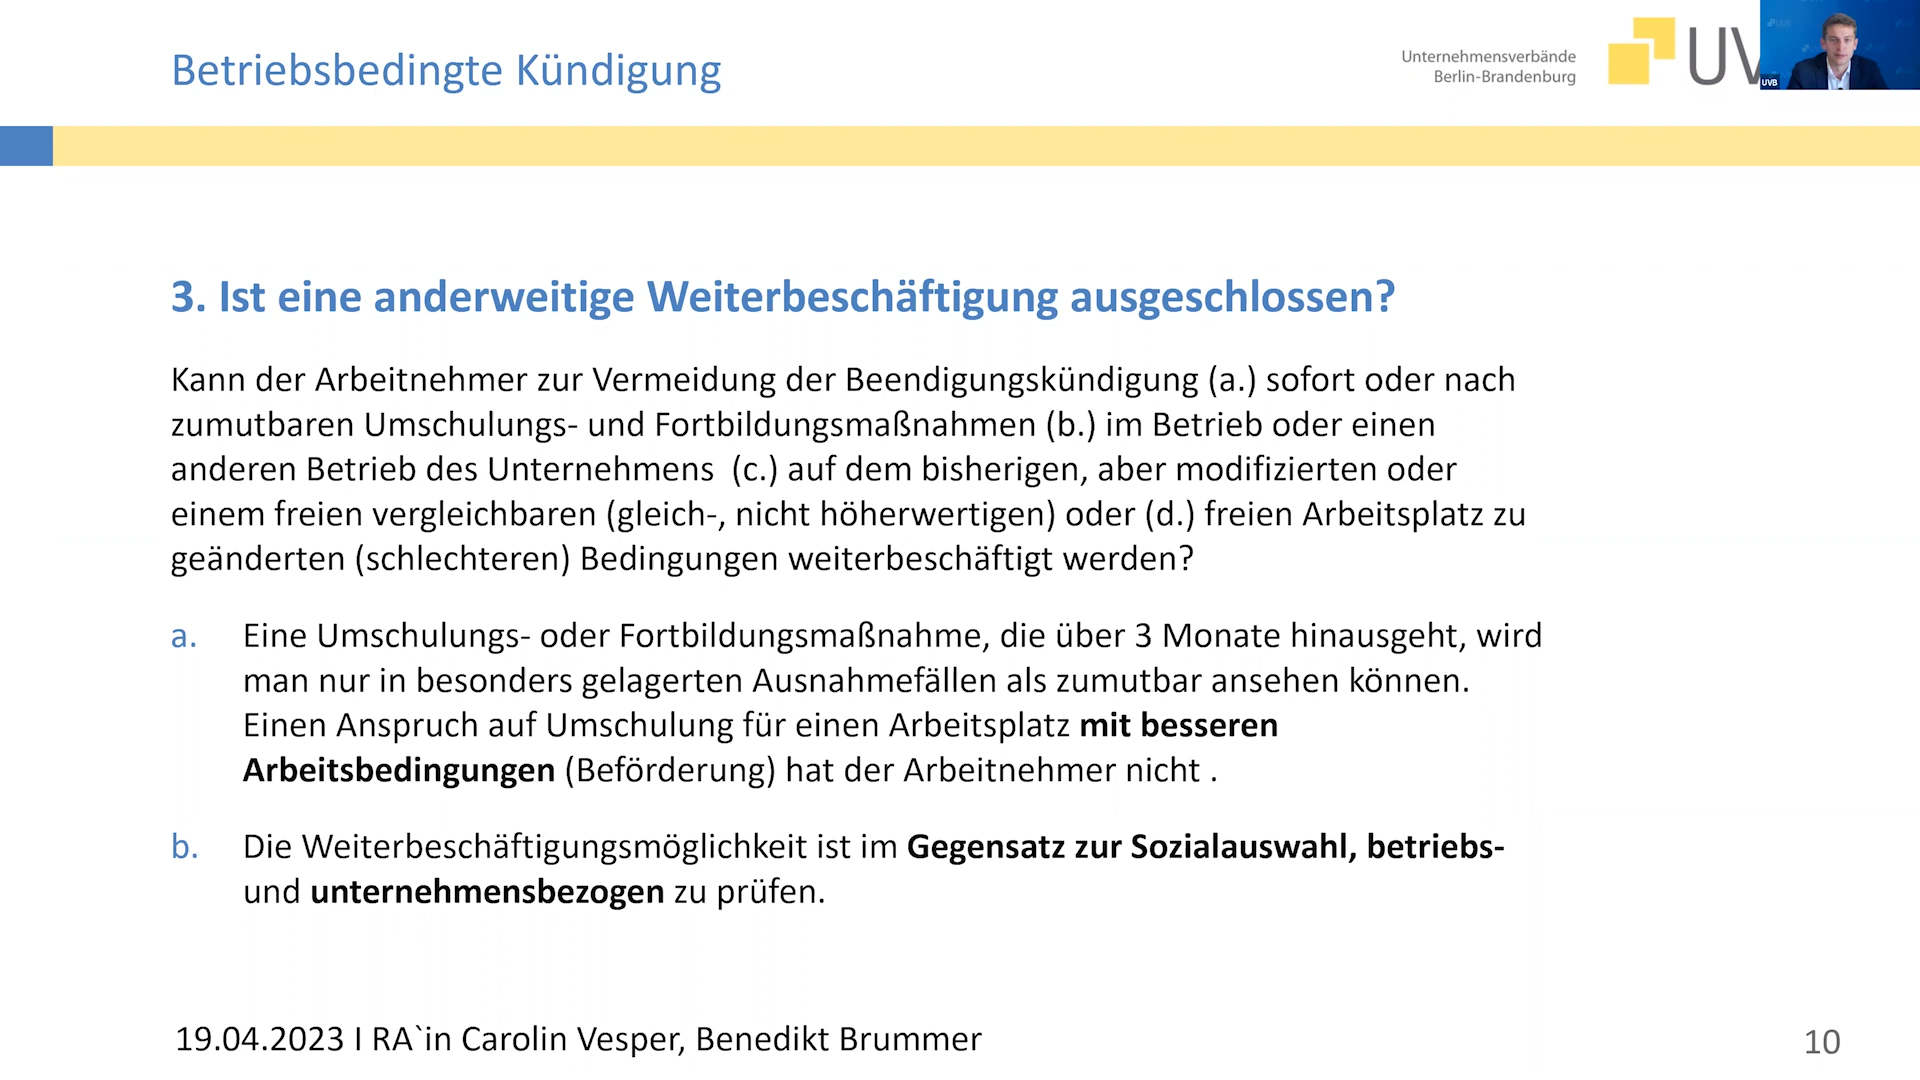 Betriebsbedingte Kündigung
Unternehmensverbände
Berlin-Brandenburg
UV
UVB
3. Ist eine anderweitige Weiterbeschäftigung ausgeschlossen?
Kann der Arbeitnehmer zur Vermeidung der Beendigungskündigung (a.) sofort oder nach
zumutbaren Umschulungs- und Fortbildungsmaßnahmen (b.) im Betrieb oder einen
anderen Betrieb des Unternehmens  (c.) auf dem bisherigen, aber modifizierten oder
einem freien vergleichbaren (gleich-, nicht höherwertigen) oder (d.) freien Arbeitsplatz zu
geänderten (schlechteren) Bedingungen weiterbeschäftigt werden?
a. Eine Umschulungs- oder Fortbildungsmaßnahme, die über 3 Monate hinausgeht, wird
man nur in besonders gelagerten Ausnahmefällen als zumutbar ansehen können.
Einen Anspruch auf Umschulung für einen Arbeitsplatz mit besseren
Arbeitsbedingungen (Beförderung) hat der Arbeitnehmer nicht .
b. Die Weiterbeschäftigungsmöglichkeit ist im Gegensatz zur Sozialauswahl, betriebs-
und unternehmensbezogen zu prüfen.
19.04.2023 I RA`in Carolin Vesper, Benedikt Brummer
10